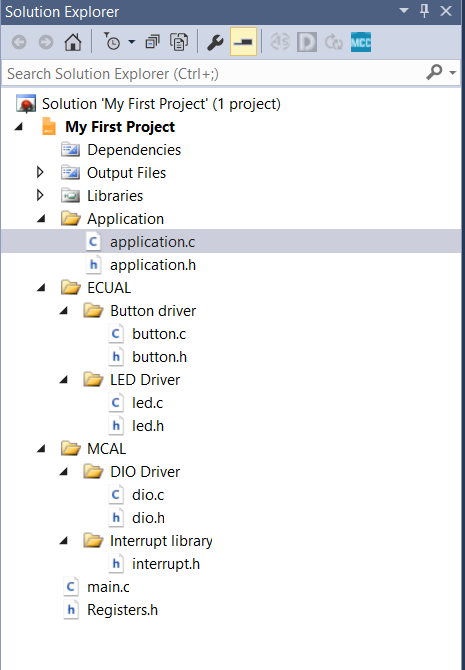 Solution Explorer
MCC
Search Solution Explorer (Ctrl+;)
Solution 'My First Project' (1 project)
My First Project
Dependencies
Output Files
Libraries
Application
C application.c
h application.h
ECUAL
Button driver
C button.c
h button.h
LED Driver
C led.c
h led.h
MCAL
DIO Driver
C dio.c
h dio.h
Interrupt library
h interrupt.h
C main.c
h Registers.h